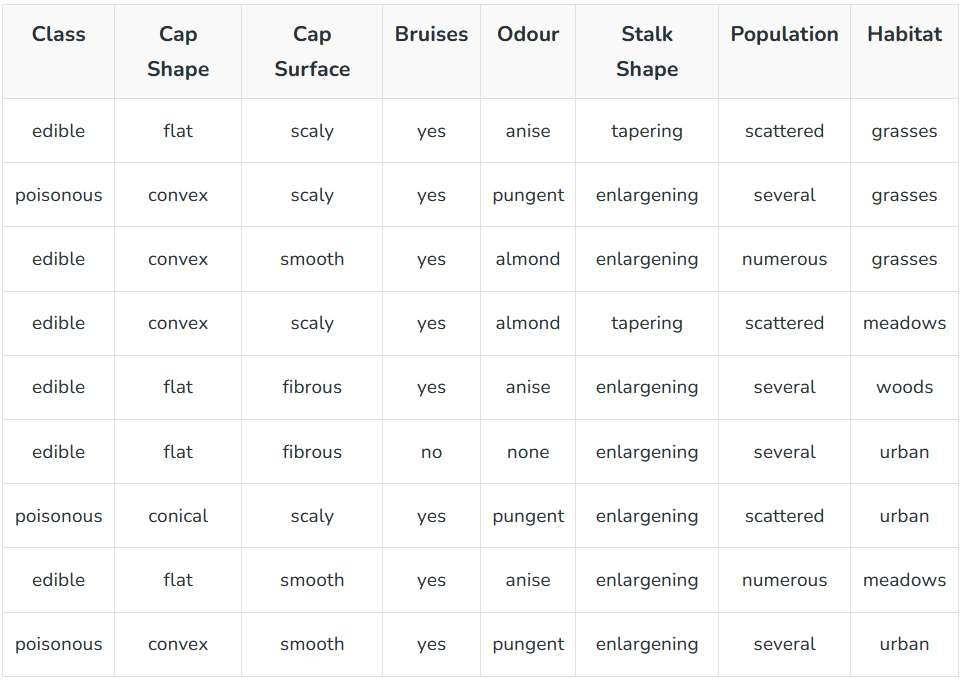 Class Cap Shape Cap Surface Bruises Odour Stalk Shape Population Habitat
edible flat scaly yes anise tapering scattered grasses
poisonous convex scaly yes pungent enlargening several grasses
edible convex smooth yes almond enlargening numerous grasses
edible convex scaly yes almond tapering scattered meadows
edible flat fibrous yes anise enlargening several woods
edible flat fibrous no none enlargening several urban
poisonous conical scaly yes pungent enlargening scattered urban
edible flat smooth yes anise enlargening numerous meadows
poisonous convex smooth yes pungent enlargening several urban